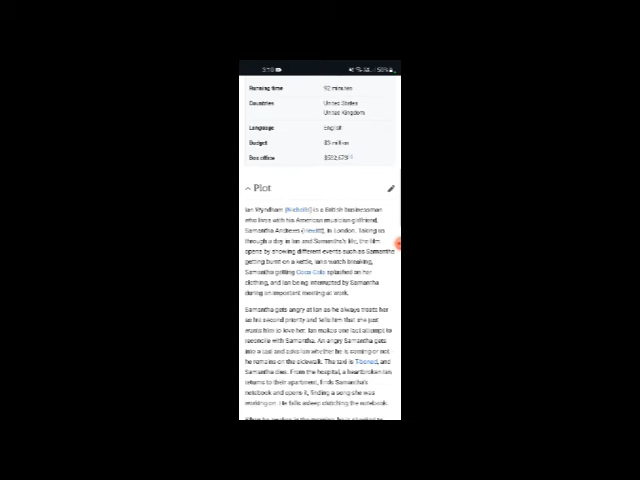 Running time 92 minutes
Countries United States
United Kingdom
Language English
Budget $5 million
Box office
Plot
Ian Wyndham (Nicholls) is a British businessman
who lives with his American musician girlfriend,
Samantha Andrews (Hewitt), in London. Taking us
through a day in Ian and Samantha's life, the film
opens by showing different events such as Samantha
getting burnt on a kettle, Ian's watch breaking,
Samantha getting Coca-Cola splashed on her
clothing, and Ian being interrupted by Samantha
during an important meeting at work.
Samantha gets angry at Ian as he always treats her
as his second priority and tells him that she just
wants him to love her. Ian makes one last attempt to
reconcile with Samantha. An angry Samantha gets
into a taxi and asks Ian whether he is coming or not
he remains on the sidewalk. The taxi is T-boned, and
Samantha dies. From the hospital, a heartbroken Ian
returns to their apartment, finds Samantha's
notebook and opens it, finding a song she was
working on. He falls asleep clutching the notebook.